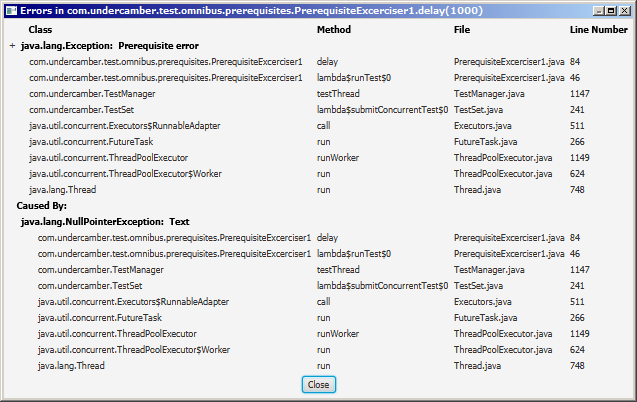 Errors in com.undercamber.test.omnibus.prerequisites.PrerequisiteExcerciser1.delay(1000)
Class Method File Line Number
+ java.lang.Exception: Prerequisite error
com.undercamber.test.omnibus.prerequisites.PrerequisiteExcerciser1 delay PrerequisiteExcerciser1.java 84
com.undercamber.test.omnibus.prerequisites.PrerequisiteExcerciser1 lambda$runTest$0 PrerequisiteExcerciser1.java 46
com.undercamber.TestManager testThread TestManager.java 1147
com.undercamber.TestSet lambda$submitConcurrentTest$0 TestSet.java 241
java.util.concurrent.Executors$RunnableAdapter call Executors.java 511
java.util.concurrent.FutureTask run FutureTask.java 266
java.util.concurrent.ThreadPoolExecutor runWorker ThreadPoolExecutor.java 1149
java.util.concurrent.ThreadPoolExecutor$Worker run ThreadPoolExecutor.java 624
java.lang.Thread run Thread.java 748
Caused By:
java.lang.NullPointerException: Text
com.undercamber.test.omnibus.prerequisites.PrerequisiteExcerciser1 delay PrerequisiteExcerciser1.java 84
com.undercamber.test.omnibus.prerequisites.PrerequisiteExcerciser1 lambda$runTest$0 PrerequisiteExcerciser1.java 46
com.undercamber.TestManager testThread TestManager.java 1147
com.undercamber.TestSet lambda$submitConcurrentTest$0 TestSet.java 241
java.util.concurrent.Executors$RunnableAdapter call Executors.java 511
java.util.concurrent.FutureTask run FutureTask.java 266
java.util.concurrent.ThreadPoolExecutor runWorker ThreadPoolExecutor.java 1149
java.util.concurrent.ThreadPoolExecutor$Worker run ThreadPoolExecutor.java 624
java.lang.Thread run Thread.java 748
Close